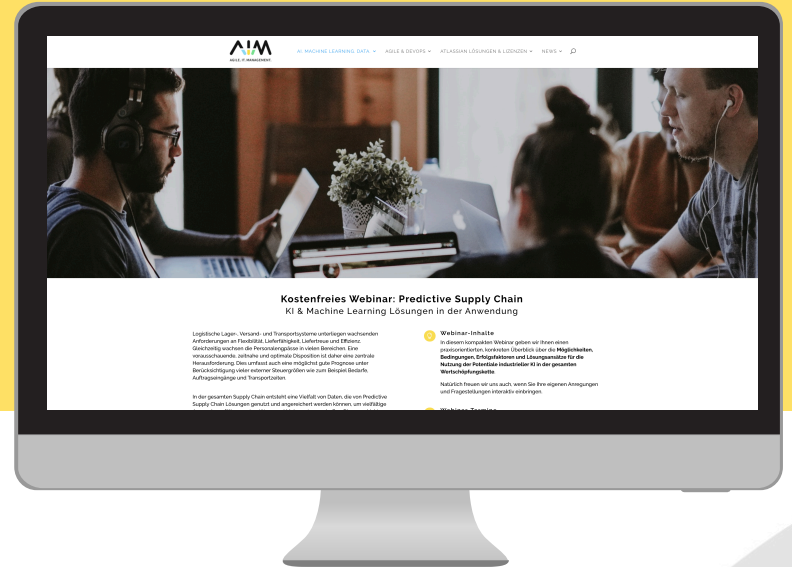 AIM
AGILE. IT. MANAGEMENT.
AI, MACHINE LEARNING, DATA
AGILE & DEVOPS
ATLASSIAN LÖSUNGEN & LIZENZEN
NEWS
Kostenfreies Webinar: Predictive Supply Chain
KI & Machine Learning Lösungen in der Anwendung
Logistische Lager-, Versand- und Transportsysteme unterliegen wachsenden
Anforderungen an Flexibilität, Lieferfähigkeit, Liefertreue und Effizienz.
Gleichzeitig wachsen die Personalengpässe in vielen Bereichen. Eine
vorausschauende, zeitnahe und optimale Disposition ist daher eine zentrale
Herausforderung. Dies umfasst auch eine möglichst gute Prognose unter
Berücksichtigung vieler externer Steuergrößen wie zum Beispiel Bedarfe,
Auftragseingänge und Transportzeiten.
In der gesamten Supply Chain entsteht eine Vielfalt von Daten, die von Predictive
Supply Chain Lösungen genutzt und angereichert werden können, um vielfältige
Webinar-Inhalte
In diesem kompakten Webinar geben wir Ihnen einen
praxisorientierten, konkreten Überblick über die Möglichkeiten,
Bedingungen, Erfolgsfaktoren und Lösungsansätze für die
Nutzung der Potentiale industrieller KI in der gesamten
Wertschöpfungskette.
Natürlich freuen wir uns auch, wenn Sie Ihre eigenen Anregungen
und Fragestellungen interaktiv einbringen.
Webinar-Termine